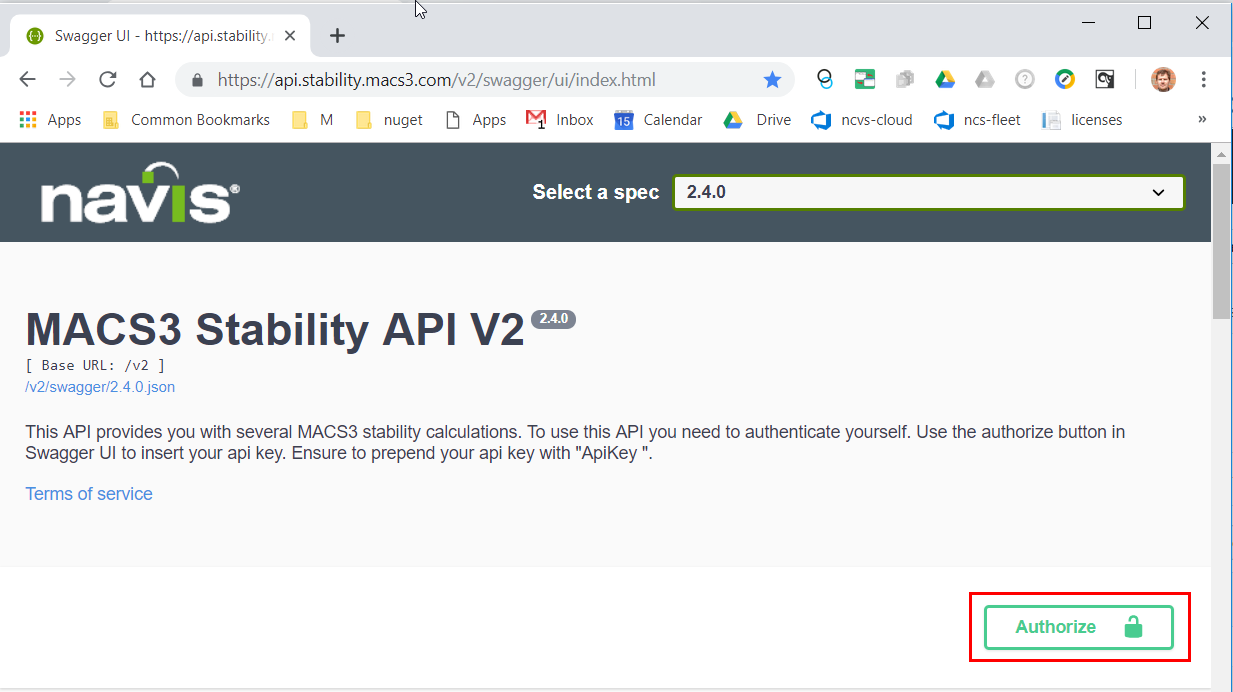 Swagger UI - https://api.stability.
https://api.stability.macs3.com/v2/swagger/ui/index.html
Apps Common Bookmarks M nuget Apps 1 Inbox 15 Calendar Drive ncvs-cloud ncs-fleet licenses »
navis® Select a spec 2.4.0
MACS3 Stability API V2 2.4.0
[ Base URL: /v2 ]
/v2/swagger/2.4.0.json
This API provides you with several MACS3 stability calculations. To use this API you need to authenticate yourself. Use the authorize button in
Swagger UI to insert your api key. Ensure to prepend your api key with "ApiKey ".
Terms of service
Authorize